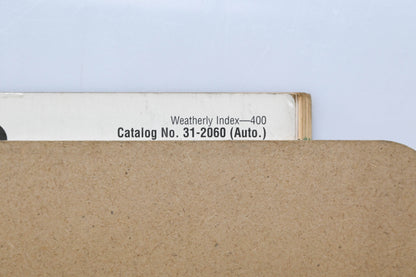 Weatherly Index—400
Catalog No. 31-2060 (Auto.)